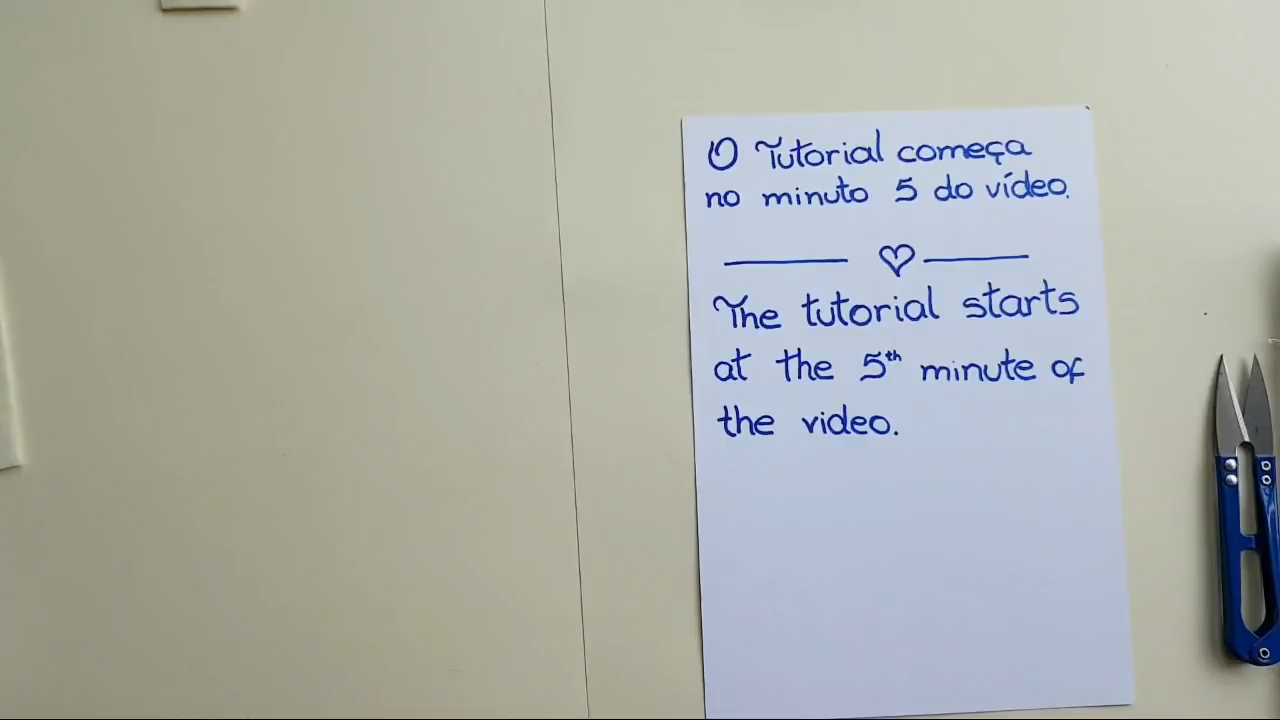 O Tutorial começa
no minuto 5 do vídeo.
The tutorial starts
at the 5th minute of
the video.